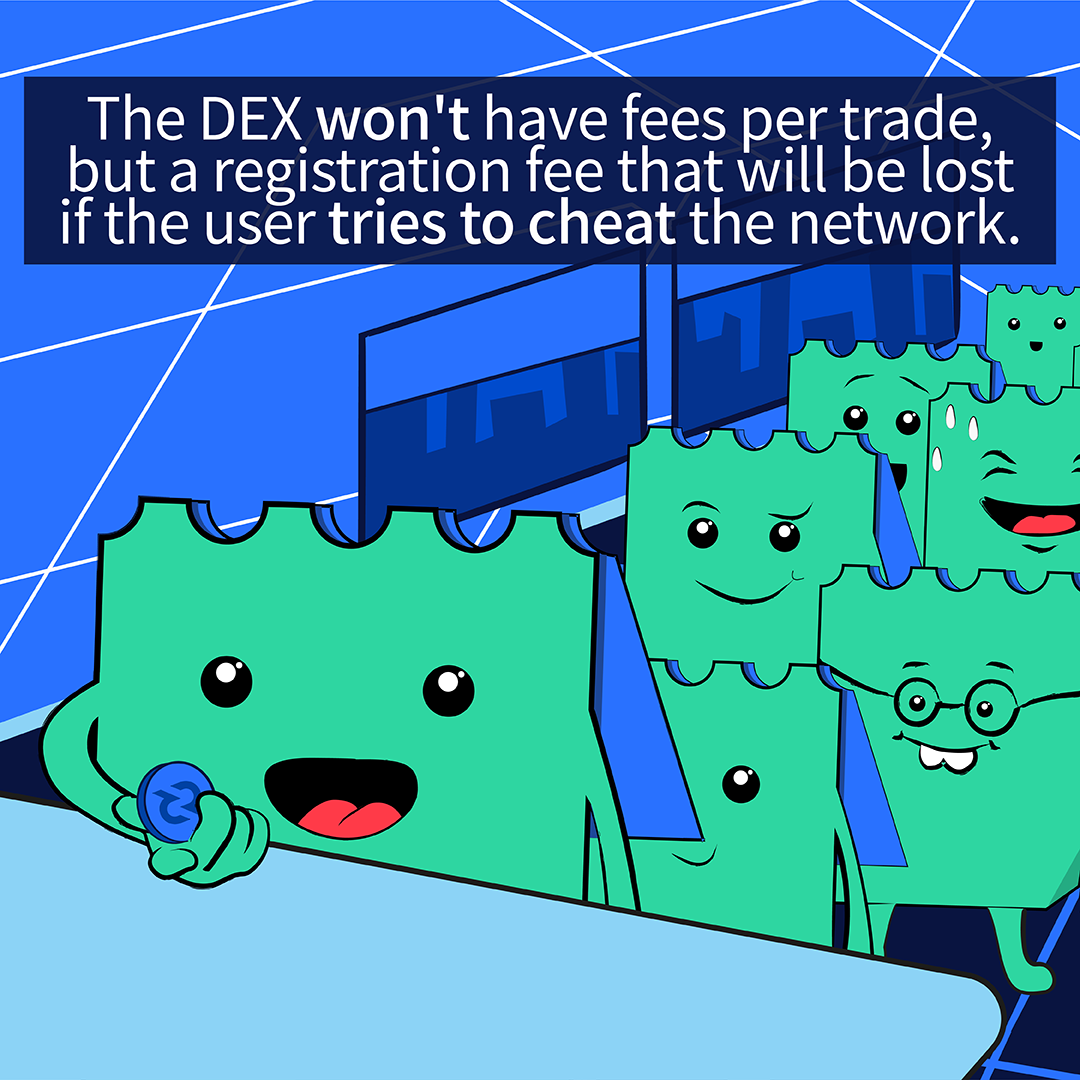 The DEX won't have fees per trade,
but a registration fee that will be lost
if the user tries to cheat the network.